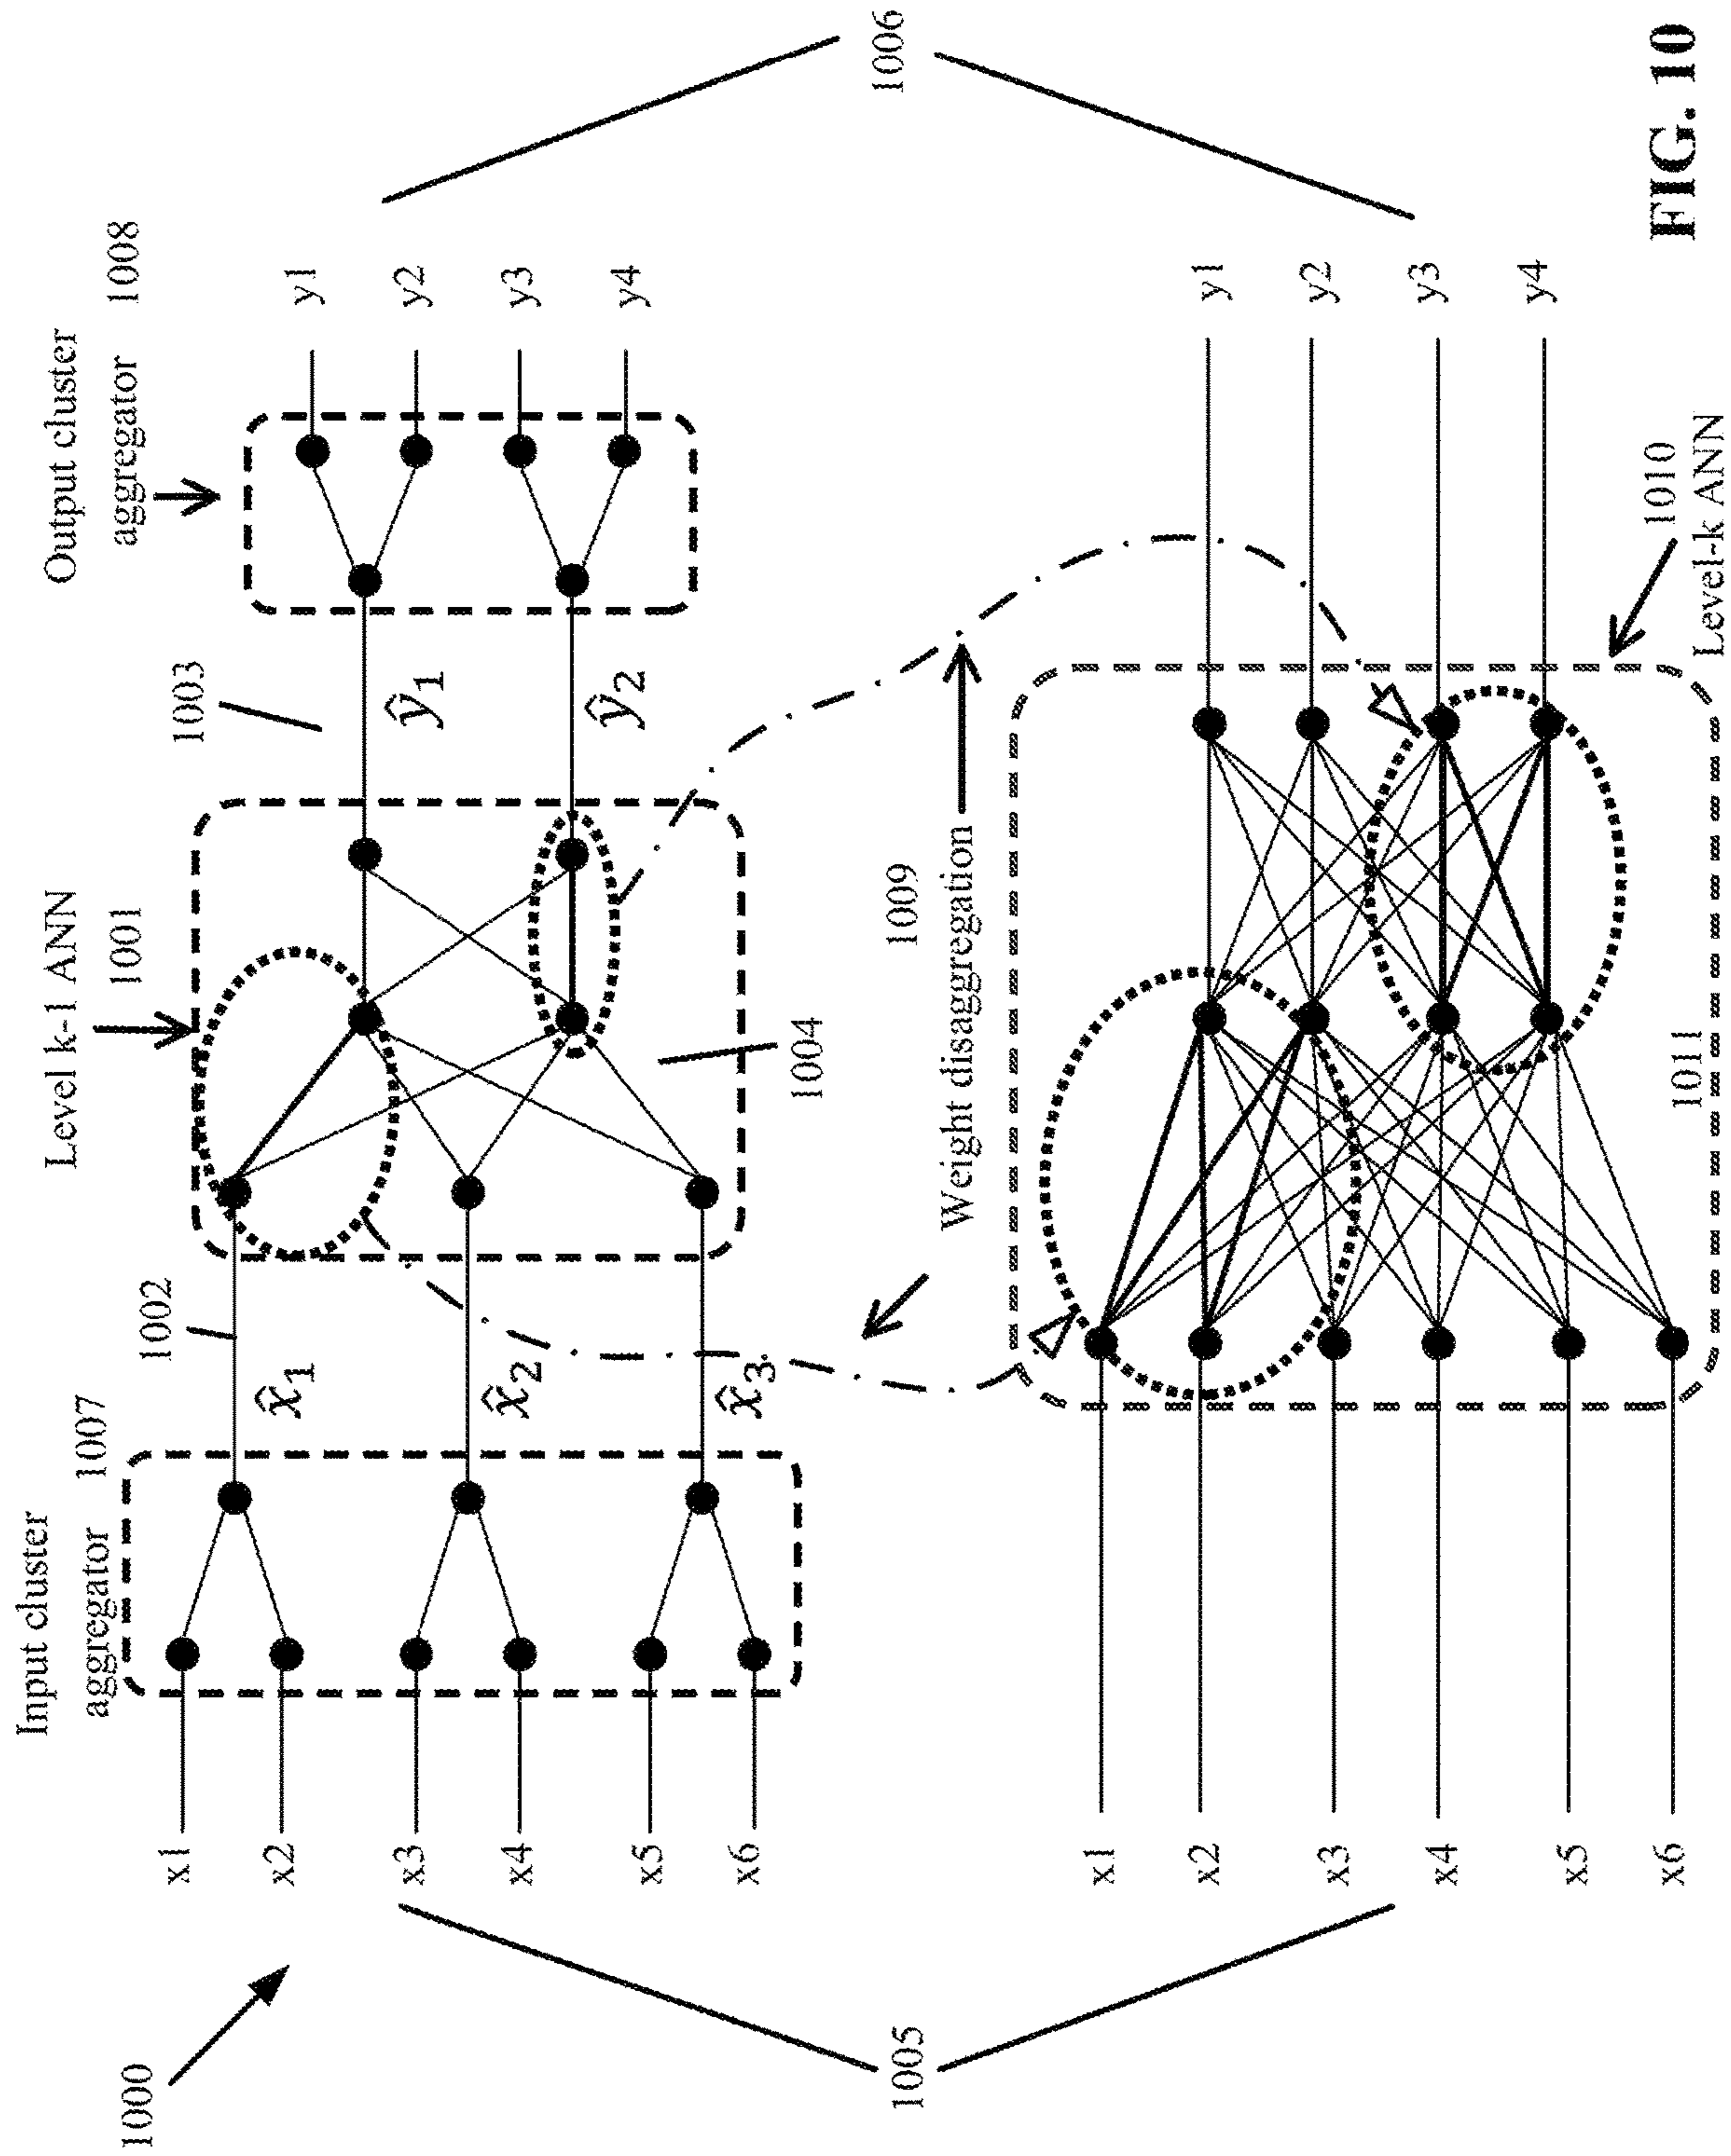 1000
Input cluster
aggregator
1007
Level k-1 ANN
1001
Output cluster
aggregator
1008
x1
x2
x3
x4
x5
x6
1002
x̂1
x̂2
x̂3
1003
ŷ1
ŷ2
1004
y1
y2
y3
y4
1005
1006
Weight disaggregation
1009
x1
x2
x3
x4
x5
x6
y1
y2
y3
y4
1011
1010
Level-k ANN
FIG. 10